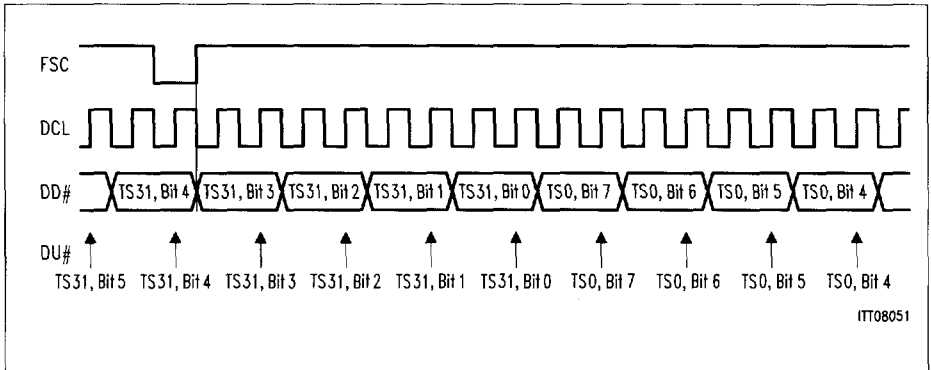 FSC
DCL
DD#
TS31, Bit 4 TS31, Bit 3 TS31, Bit 2 TS31, Bit 1 TS31, Bit 0 TS0, Bit 7 TS0, Bit 6 TS0, Bit 5 TS0, Bit 4
DU#
TS31, Bit 5 TS31, Bit 4 TS31, Bit 3 TS31, Bit 2 TS31, Bit 1 TS31, Bit 0 TS0, Bit 7 TS0, Bit 6 TS0, Bit 5 TS0, Bit 4
ITT08051